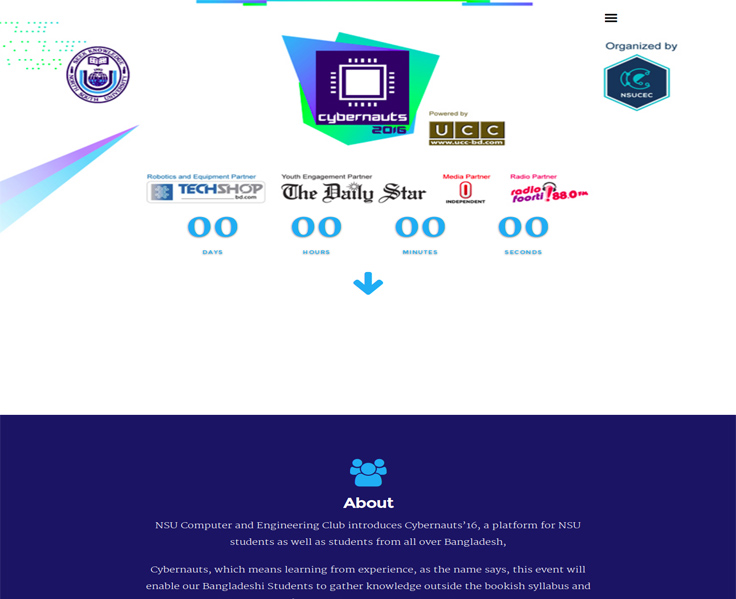 Organized by
NSUCEC
NORTH SOUTH UNIVERSITY
cybernauts
2016
Powered by
UCC
www.ucc-bd.com
Robotics and Equipment Partner
Youth Engagement Partner
Media Partner
Radio Partner
TECHSHOP
bd.com
The Daily Star
INDEPENDENT
radio
foorti 88.0fm
00 00 00 00
DAYS HOURS MINUTES SECONDS
About
NSU Computer and Engineering Club introduces Cybernauts’16, a platform for NSU
students as well as students from all over Bangladesh,
Cybernauts, which means learning from experience, as the name says, this event will
enable our Bangladeshi Students to gather knowledge outside the bookish syllabus and